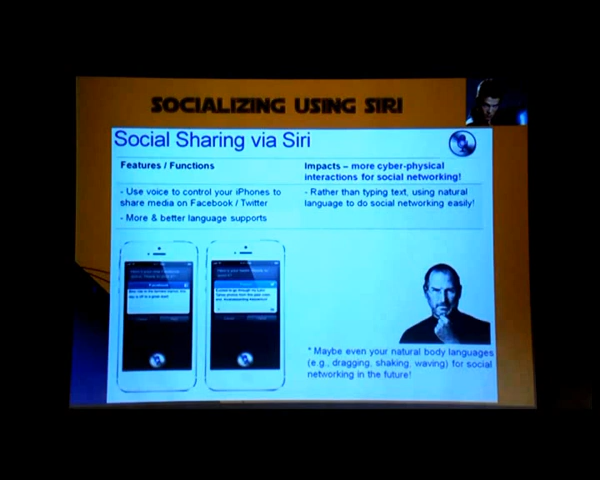 SOCIALIZING USING SIRI
Social Sharing via Siri
Features / Functions
- Use voice to control your iPhones to
share media on Facebook / Twitter
- More & better language supports
Impacts – more cyber-physical
interactions for social networking!
- Rather than typing text, using natural
language to do social networking easily!
Facebook
* Maybe even your natural body languages
(e.g., dragging, shaking, waving) for social
networking in the future!